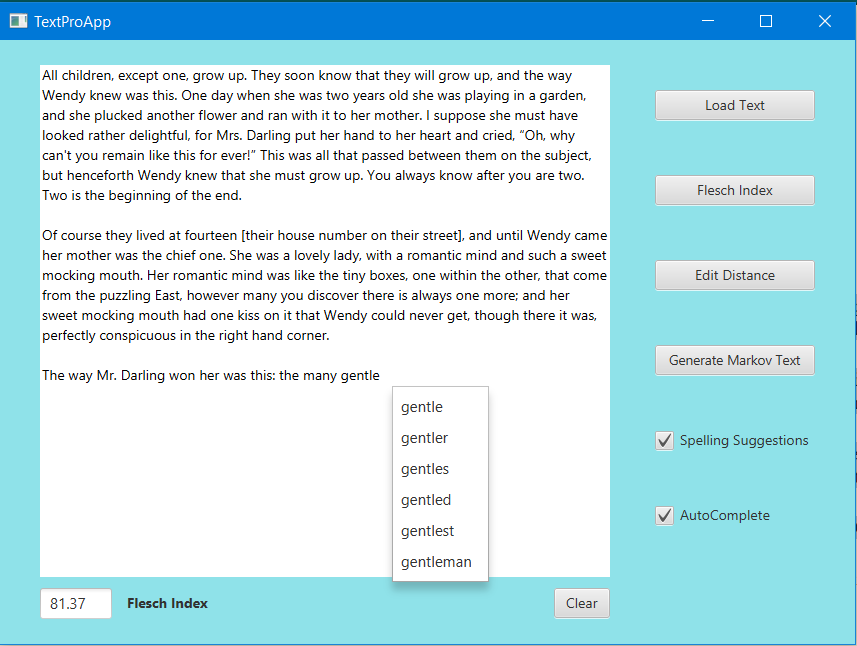 TextProApp
All children, except one, grow up. They soon know that they will grow up, and the way
Wendy knew was this. One day when she was two years old she was playing in a garden,
and she plucked another flower and ran with it to her mother. I suppose she must have
looked rather delightful, for Mrs. Darling put her hand to her heart and cried, “Oh, why
can't you remain like this for ever!” This was all that passed between them on the subject,
but henceforth Wendy knew that she must grow up. You always know after you are two.
Two is the beginning of the end.
Of course they lived at fourteen [their house number on their street], and until Wendy came
her mother was the chief one. She was a lovely lady, with a romantic mind and such a sweet
mocking mouth. Her romantic mind was like the tiny boxes, one within the other, that come
from the puzzling East, however many you discover there is always one more; and her
sweet mocking mouth had one kiss on it that Wendy could never get, though there it was,
perfectly conspicuous in the right hand corner.
The way Mr. Darling won her was this: the many gentle
gentle
gentler
gentles
gentled
gentlest
gentleman
Load Text
Flesch Index
Edit Distance
Generate Markov Text
Spelling Suggestions
AutoComplete
81.37
Flesch Index
Clear